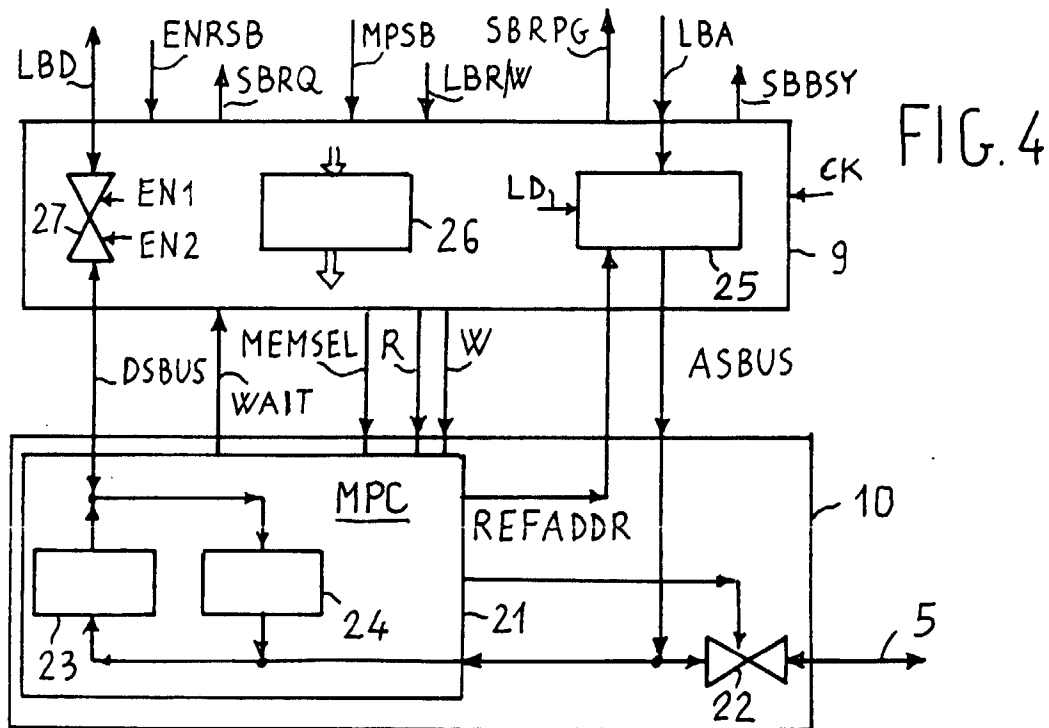 LBD
ENRSB
SBRQ
MPSB
LBR/W
SBRPG
LBA
SBBSY
FIG. 4
CK
27
EN1
EN2
26
LD
25
9
DSBUS
WAIT
MEMSEL
R
W
ASBUS
MPC
REFADDR
10
23
24
21
22
5